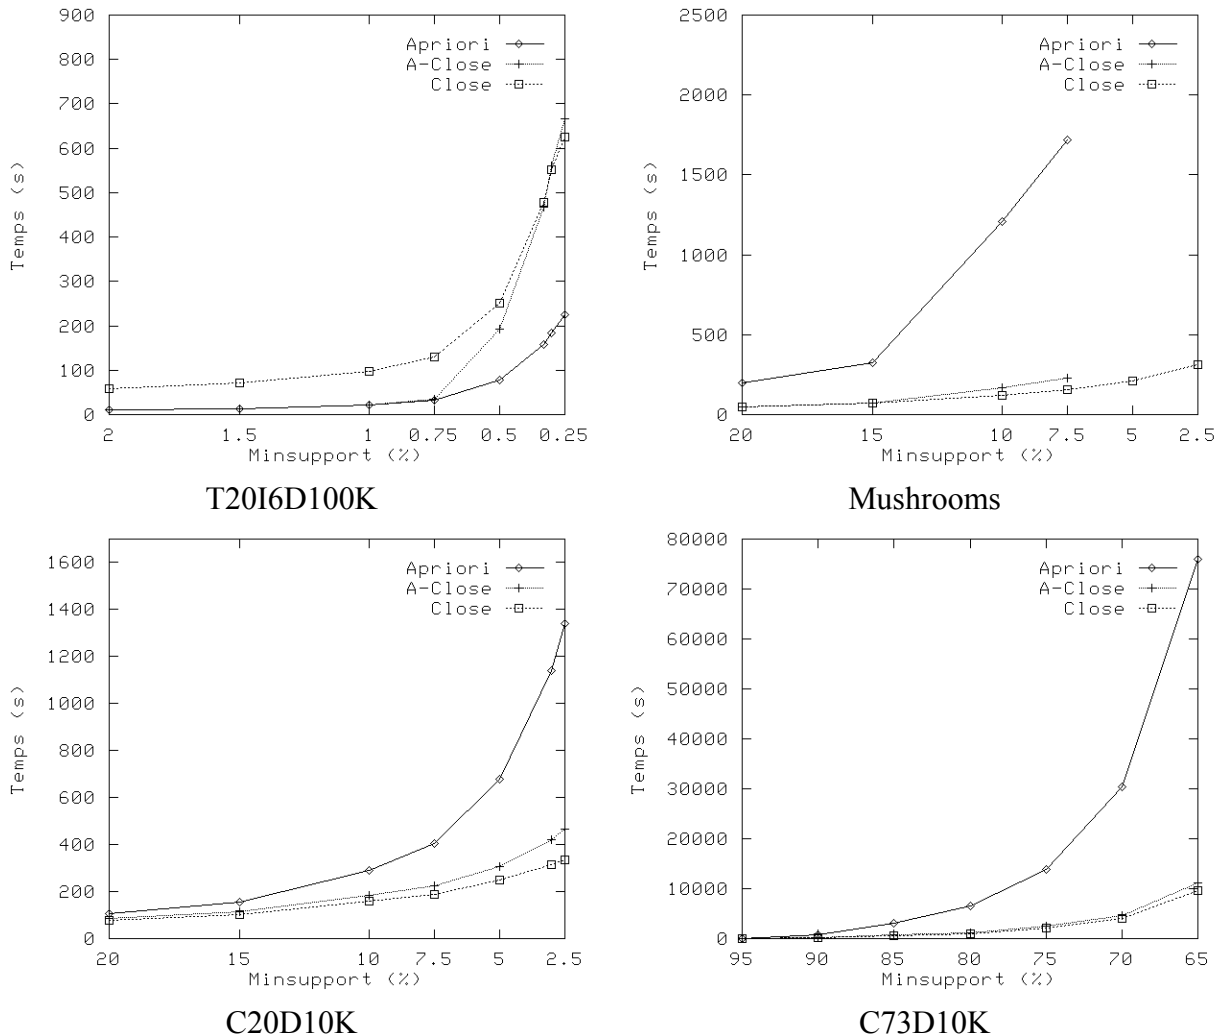 900
800
700
600
500
400
300
200
100
0
Temps (s)
Apriori
A-Close
Close
2 1.5 1 0.75 0.5 0.25
Minsupport (%)
T20I6D100K
2500
2000
1500
1000
500
0
Temps (s)
Apriori
A-Close
Close
20 15 10 7.5 5 2.5
Minsupport (%)
Mushrooms
1600
1400
1200
1000
800
600
400
200
0
Temps (s)
Apriori
A-Close
Close
20 15 10 7.5 5 2.5
Minsupport (%)
C20D10K
80000
70000
60000
50000
40000
30000
20000
10000
0
Temps (s)
Apriori
A-Close
Close
95 90 85 80 75 70 65
Minsupport (%)
C73D10K